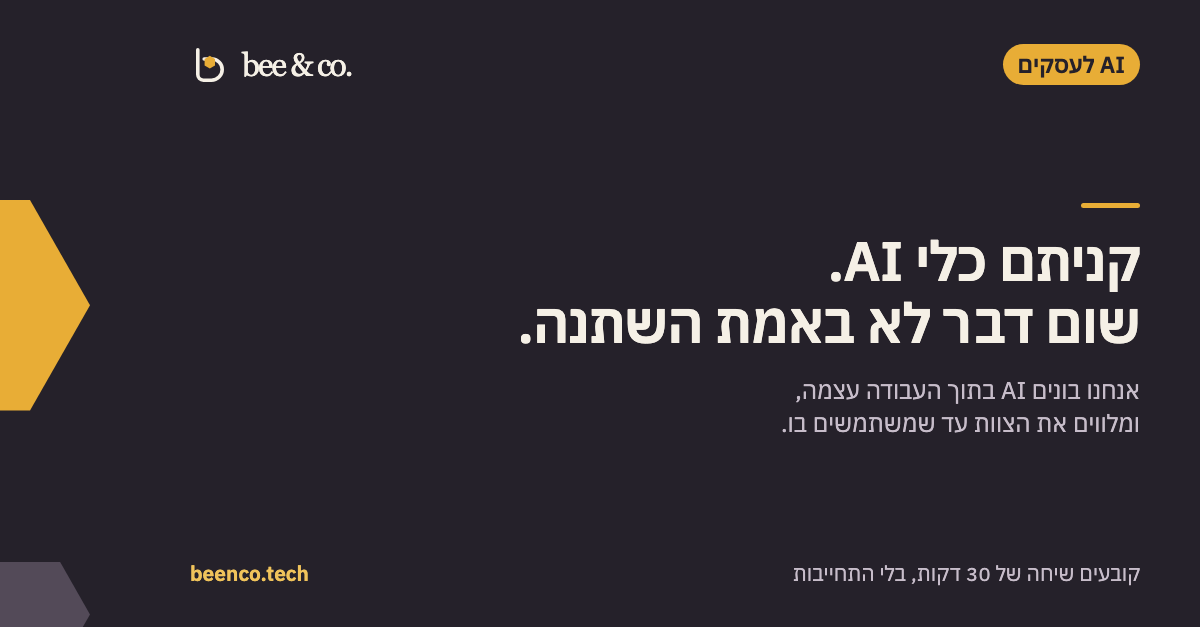 AI לעסקים
bee & co.
קניתם כלי AI.
שום דבר לא באמת השתנה.
אנחנו בונים AI בתוך העבודה עצמה,
ומלווים את הצוות עד שמשתמשים בו.
קובעים שיחה של 30 דקות, בלי התחייבות
beenco.tech